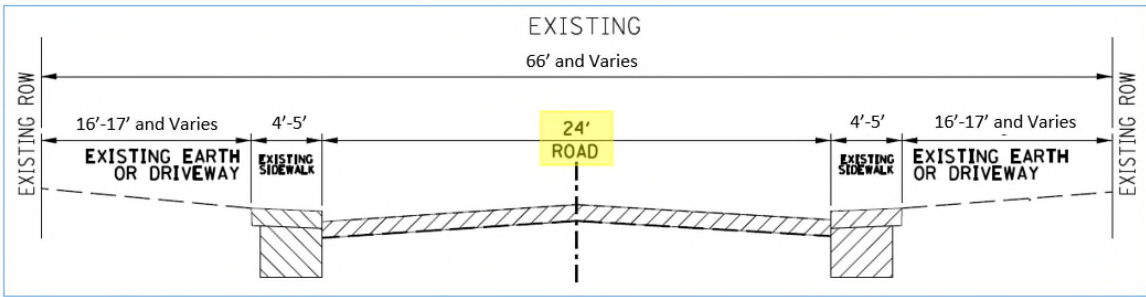 EXISTING
66’ and Varies
EXISTING ROW
16’-17’ and Varies
EXISTING EARTH
OR DRIVEWAY
4’-5’
EXISTING
SIDEWALK
24’
ROAD
4’-5’
EXISTING
SIDEWALK
16’-17’ and Varies
EXISTING EARTH
OR DRIVEWAY
EXISTING ROW